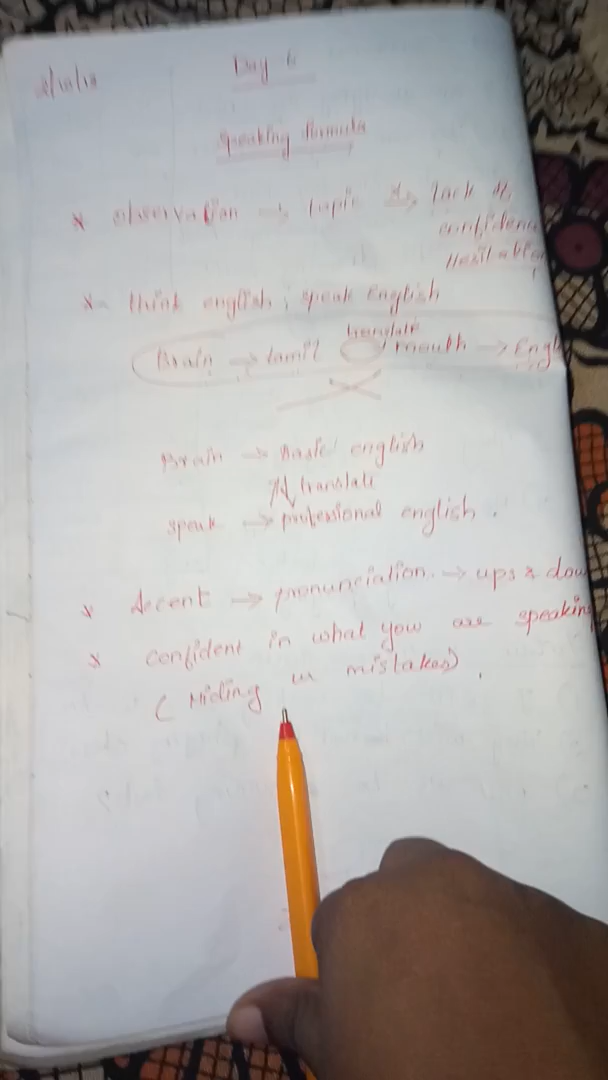 Day 6
Speaking formula
* observation → topic → lack of
confidenc
Hesitation
*- think english, speak English
translate
Brain → tamil mouth → Engl
Brain → Basic english
translate
speak → professional english.
* Accent → pronunciation. → ups & dow
* confident in what you are speaking
( Hiding ur mistakes) .